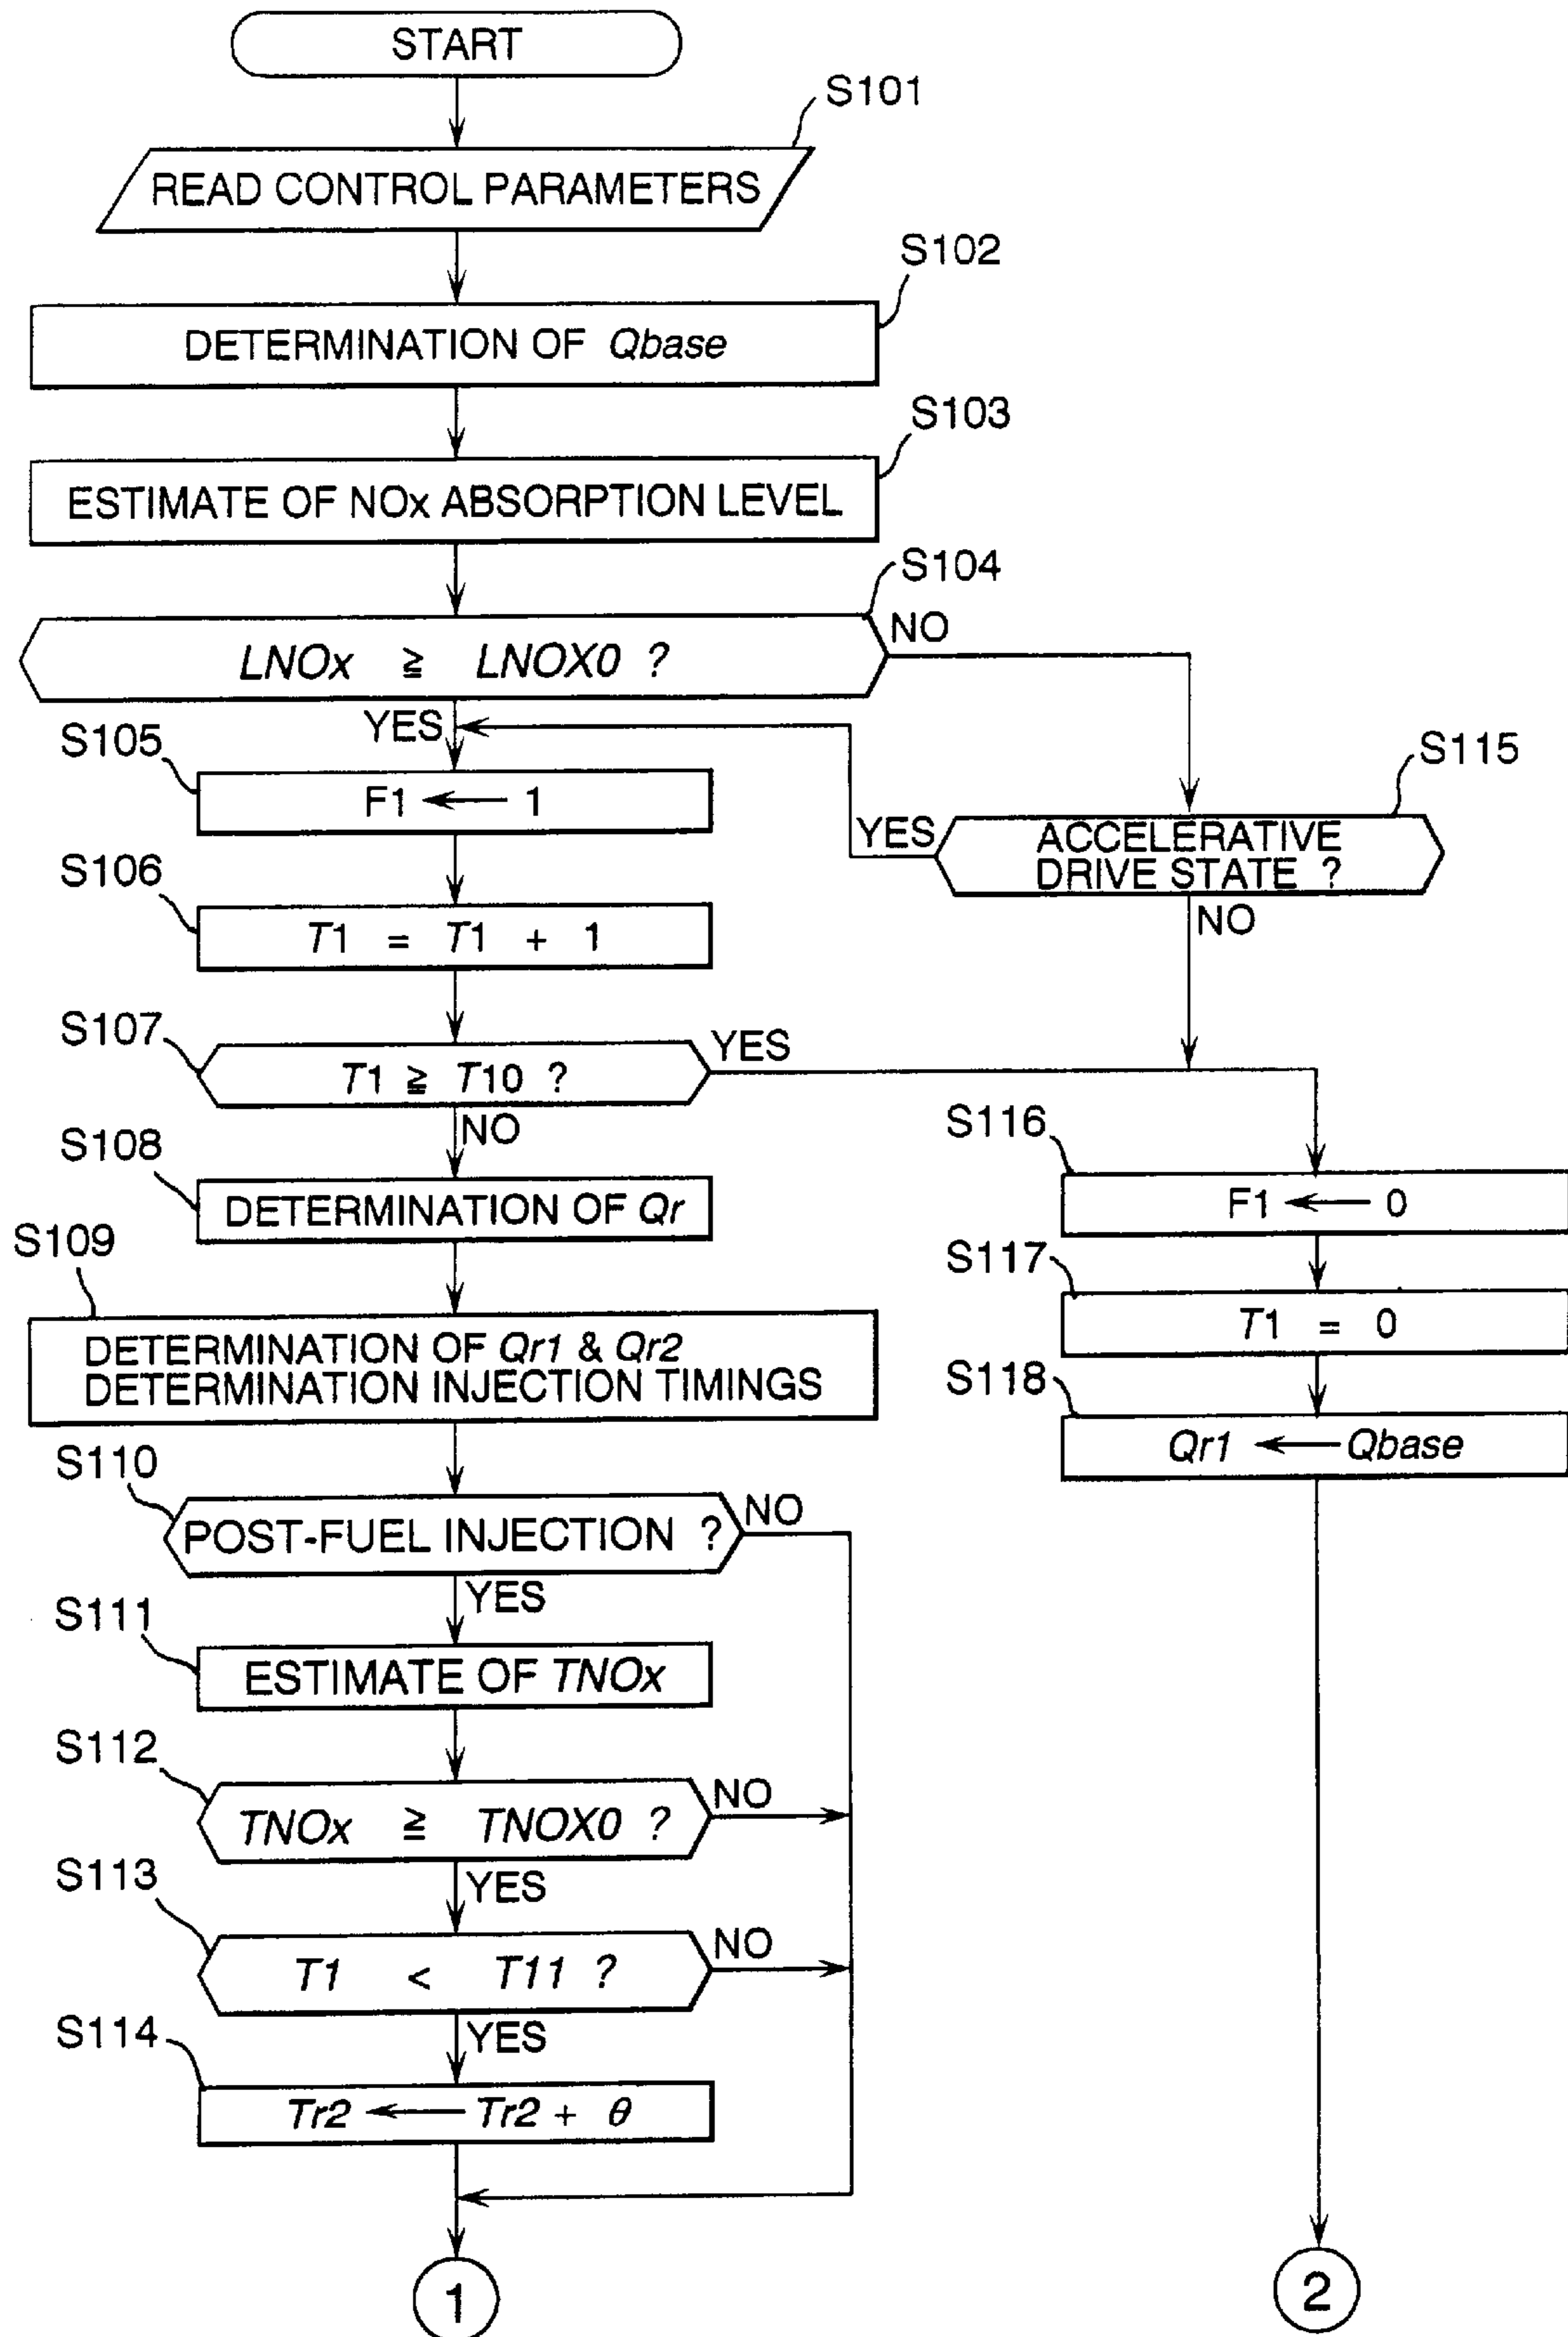 START
S101
READ CONTROL PARAMETERS
S102
DETERMINATION OF Qbase
S103
ESTIMATE OF NOx ABSORPTION LEVEL
S104
LNOx ≧ LNOX0 ?
NO
YES
S105
F1 ← 1
S115
ACCELERATIVE
DRIVE STATE ?
YES
NO
S106
T1 = T1 + 1
S107
T1 ≧ T10 ?
YES
NO
S108
DETERMINATION OF Qr
S116
F1 ← 0
S109
DETERMINATION OF Qr1 & Qr2
DETERMINATION INJECTION TIMINGS
S117
T1 = 0
S118
Qr1 ← Qbase
S110
POST-FUEL INJECTION ?
NO
YES
S111
ESTIMATE OF TNOx
S112
TNOx ≧ TNOX0 ?
NO
YES
S113
T1 < T11 ?
NO
YES
S114
Tr2 ← Tr2 + θ
1
2